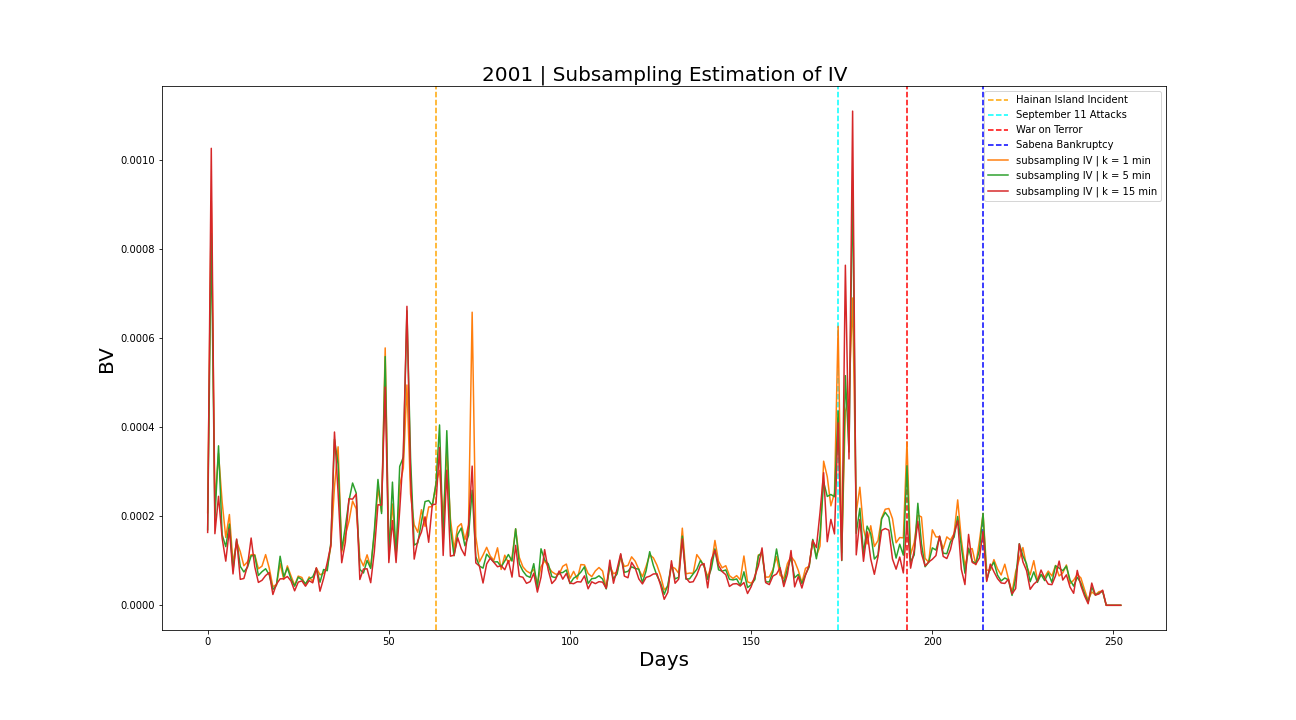 2001 | Subsampling Estimation of IV
Hainan Island Incident
September 11 Attacks
War on Terror
Sabena Bankruptcy
subsampling IV | k = 1 min
subsampling IV | k = 5 min
subsampling IV | k = 15 min
0.0010
0.0008
0.0006
0.0004
0.0002
0.0000
BV
0 50 100 150 200 250
Days